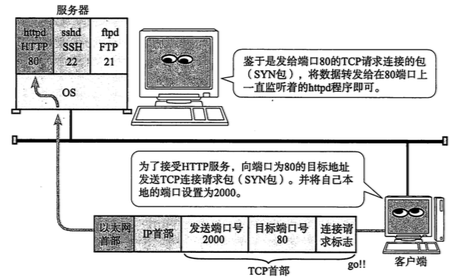 服务器
httpd
HTTP
80
sshd
SSH
22
ftpd
FTP
21
OS
鉴于是发给端口80的TCP请求连接的包
（SYN包），将数据转发给在80端口上
一直监听着的httpd程序即可。
为了接受HTTP服务，向端口为80的目标地址
发送TCP连接请求包（SYN包）。并将自己本
地的端口设置为2000。
以太网
首部
IP首部
发送端口号
2000
目标端口号
80
连接请
求标志
TCP首部
go!!
客户端